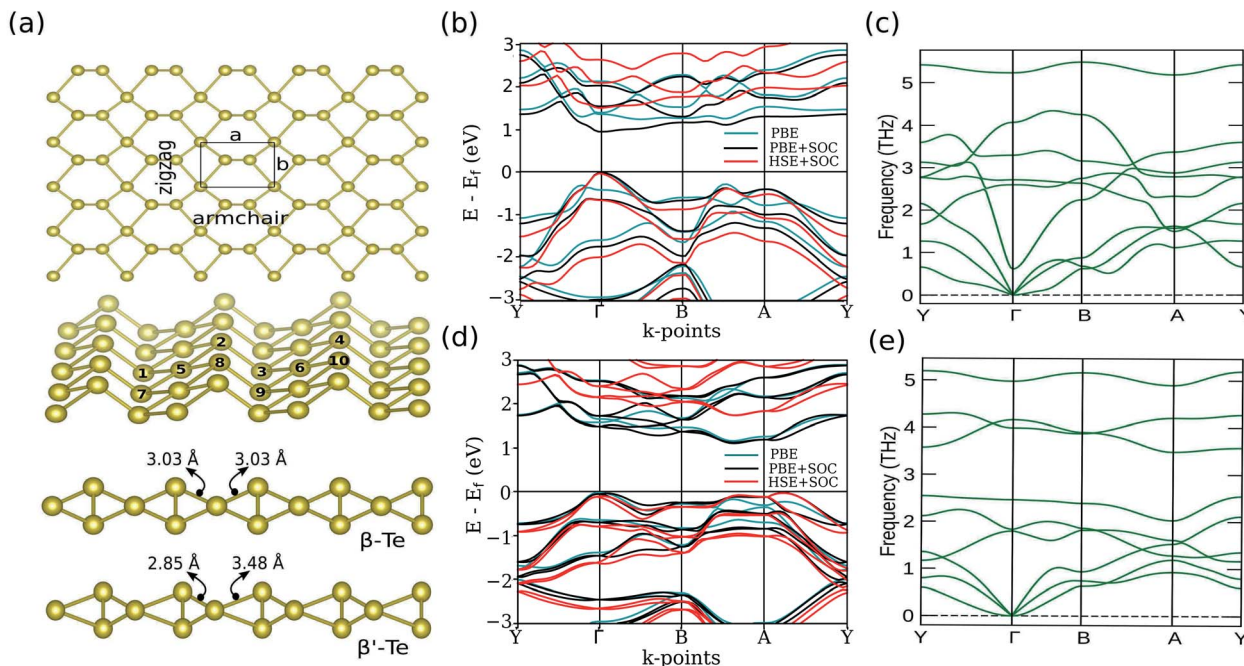 (a)
a
b
zigzag
armchair
2
4
1
5
8
3
6
10
7
9
3.03 Å
3.03 Å
β-Te
2.85 Å
3.48 Å
β'-Te
(b)
3
2
1
0
-1
-2
−3
E - E_f (eV)
PBE
PBE+SOC
HSE+SOC
Y
Γ
B
A
Y
k-points
(c)
5
4
3
2
1
0
Frequency (THz)
Y
Γ
B
A
Y
(d)
3
2
1
0
−1
−2
−3
E - E_f (eV)
PBE
PBE+SOC
HSE+SOC
Y
Γ
B
A
Y
k-points
(e)
5
4
3
2
1
0
Frequency (THz)
Y
Γ
B
A
Y